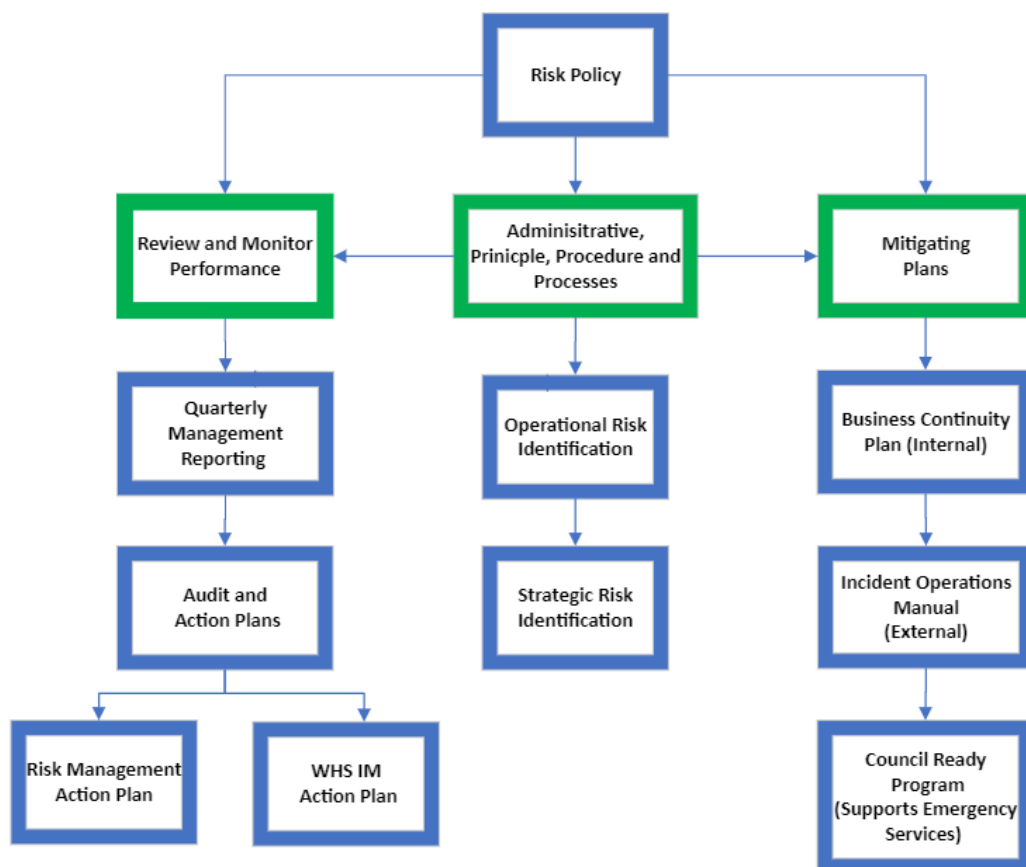 Risk Policy
Review and Monitor
Performance
Adminisitrative,
Prinicple, Procedure and
Processes
Mitigating
Plans
Quarterly
Management
Reporting
Operational Risk
Identification
Business Continuity
Plan (Internal)
Audit and
Action Plans
Strategic Risk
Identification
Incident Operations
Manual
(External)
Risk Management
Action Plan
WHS IM
Action Plan
Council Ready
Program
(Supports Emergency
Services)